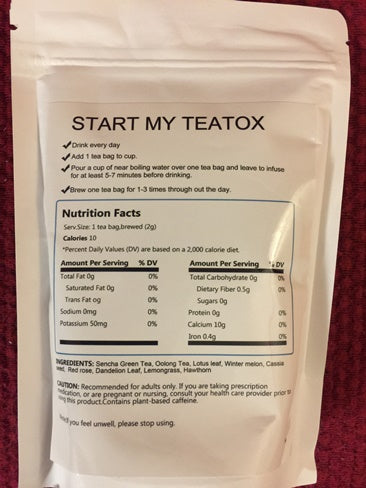 START MY TEATOX
✓Drink every day
✓Add 1 tea bag to cup.
✓Pour a cup of near boiling water over one tea bag and leave to infuse
for at least 5-7 minutes before drinking.
✓Brew one tea bag for 1-3 times through out the day.
Nutrition Facts
Serv.Size: 1 tea bag,brewed (2g)
Calories 10
*Percent Daily Values (DV) are based on a 2,000 calorie diet.
Amount Per Serving % DV
Total Fat 0g 0%
Saturated Fat 0g 0%
Trans Fat og 0%
Sodium 0mg 0%
Potassium 50mg 0%
Amount Per Serving % DV
Total Carbohydrate 0g 0%
Dietary Fiber 0.5g 0%
Sugars 0g
Protein 0g 0%
Calcium 10g 0%
Iron 0.4g 0%
INGREDIENTS: Sencha Green Tea, Oolong Tea, Lotus leaf, Winter melon, Cassia
seed, Red rose, Dandelion Leaf, Lemongrass, Hawthorn
CAUTION: Recommended for adults only. If you are taking prescription
medication, or are pregnant or nursing, consult your health care provider prior to
using this product.Contains plant-based caffeine.
if you feel unwell, please stop using.